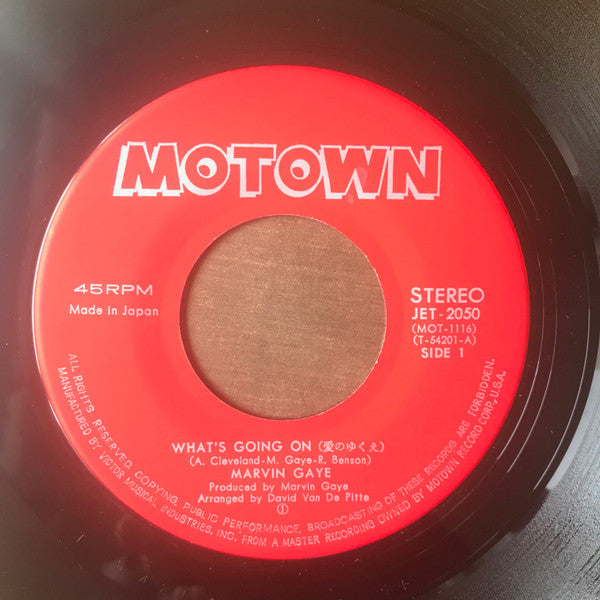 MOTOWN
45RPM
Made in Japan
STEREO
JET-2050
(MOT-1116)
(T-54201-A)
SIDE 1
WHAT'S GOING ON (愛のゆくえ)
(A. Cleveland-M. Gaye-R, Benson)
MARVIN GAYE
Produced by Marvin Gaye
Arranged by David Van De Pitte
Ⓘ
ALL RIGHTS RESERVED. COPYING, PUBLIC PERFORMANCE, BROADCASTING OF THESE RECORDS ARE FORBIDDEN.
MANUFACTURED BY VICTOR MUSICAL INDUSTRIES, INC. FROM A MASTER RECORDING OWNED BY MOTOWN RECORD CORP., U.S.A.